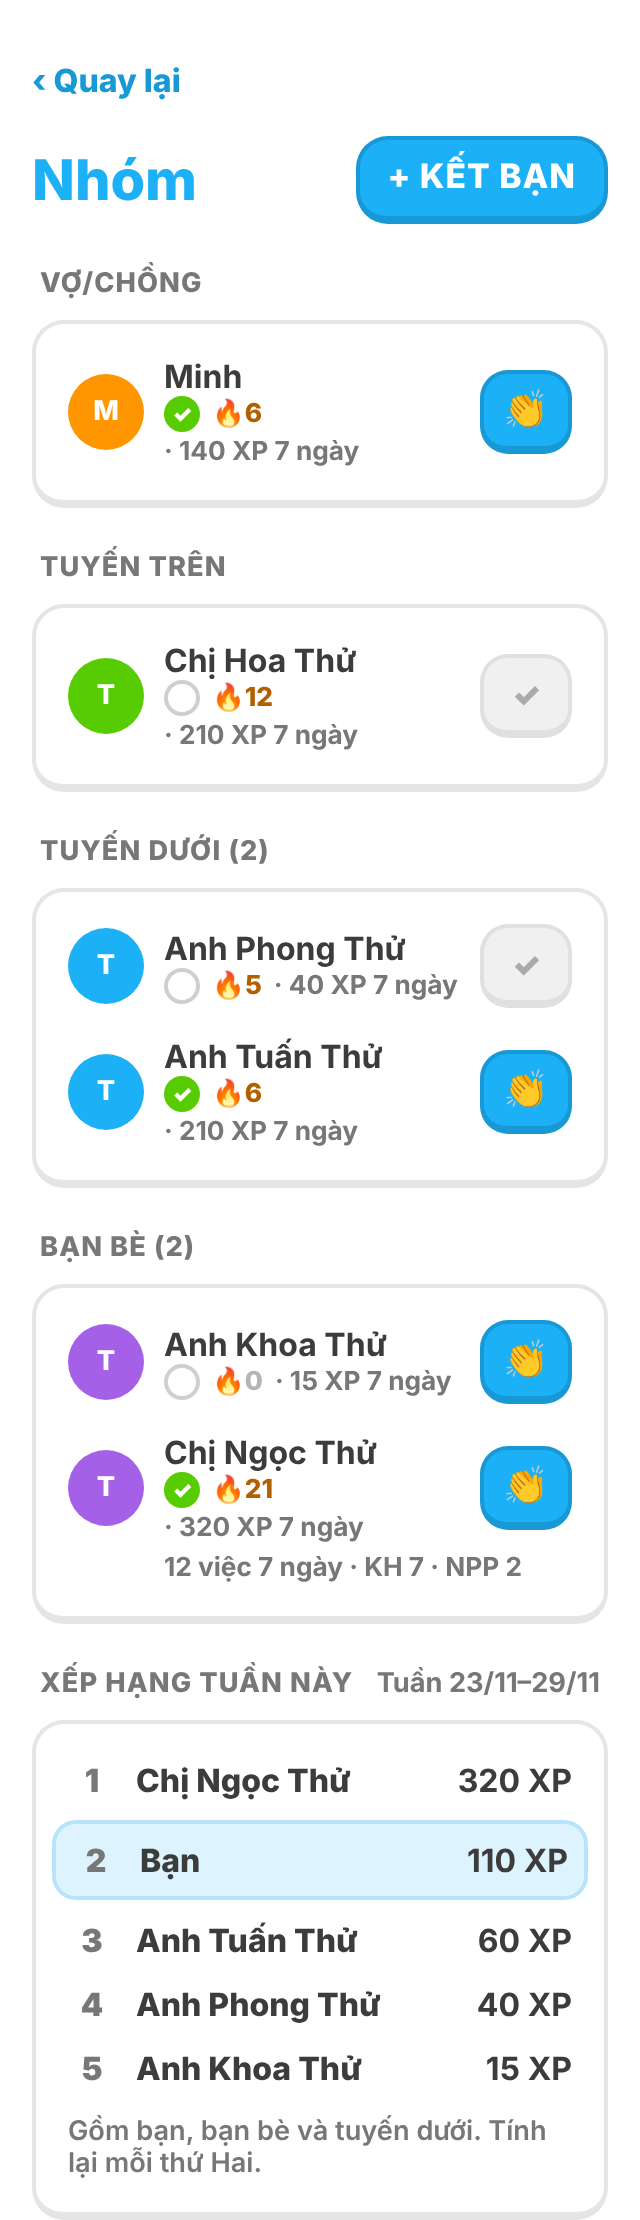 ‹ Quay lại
Nhóm
+ KẾT BẠN
VỢ/CHỒNG
M
Minh
🔥6
· 140 XP 7 ngày
👏
TUYẾN TRÊN
T
Chị Hoa Thử
🔥12
· 210 XP 7 ngày
TUYẾN DƯỚI (2)
T
Anh Phong Thử
🔥5 · 40 XP 7 ngày
T
Anh Tuấn Thử
🔥6
· 210 XP 7 ngày
👏
BẠN BÈ (2)
T
Anh Khoa Thử
🔥0 · 15 XP 7 ngày
👏
T
Chị Ngọc Thử
🔥21
· 320 XP 7 ngày
12 việc 7 ngày · KH 7 · NPP 2
👏
XẾP HẠNG TUẦN NÀY Tuần 23/11–29/11
1 Chị Ngọc Thử 320 XP
2 Bạn 110 XP
3 Anh Tuấn Thử 60 XP
4 Anh Phong Thử 40 XP
5 Anh Khoa Thử 15 XP
Gồm bạn, bạn bè và tuyến dưới. Tính
lại mỗi thứ Hai.